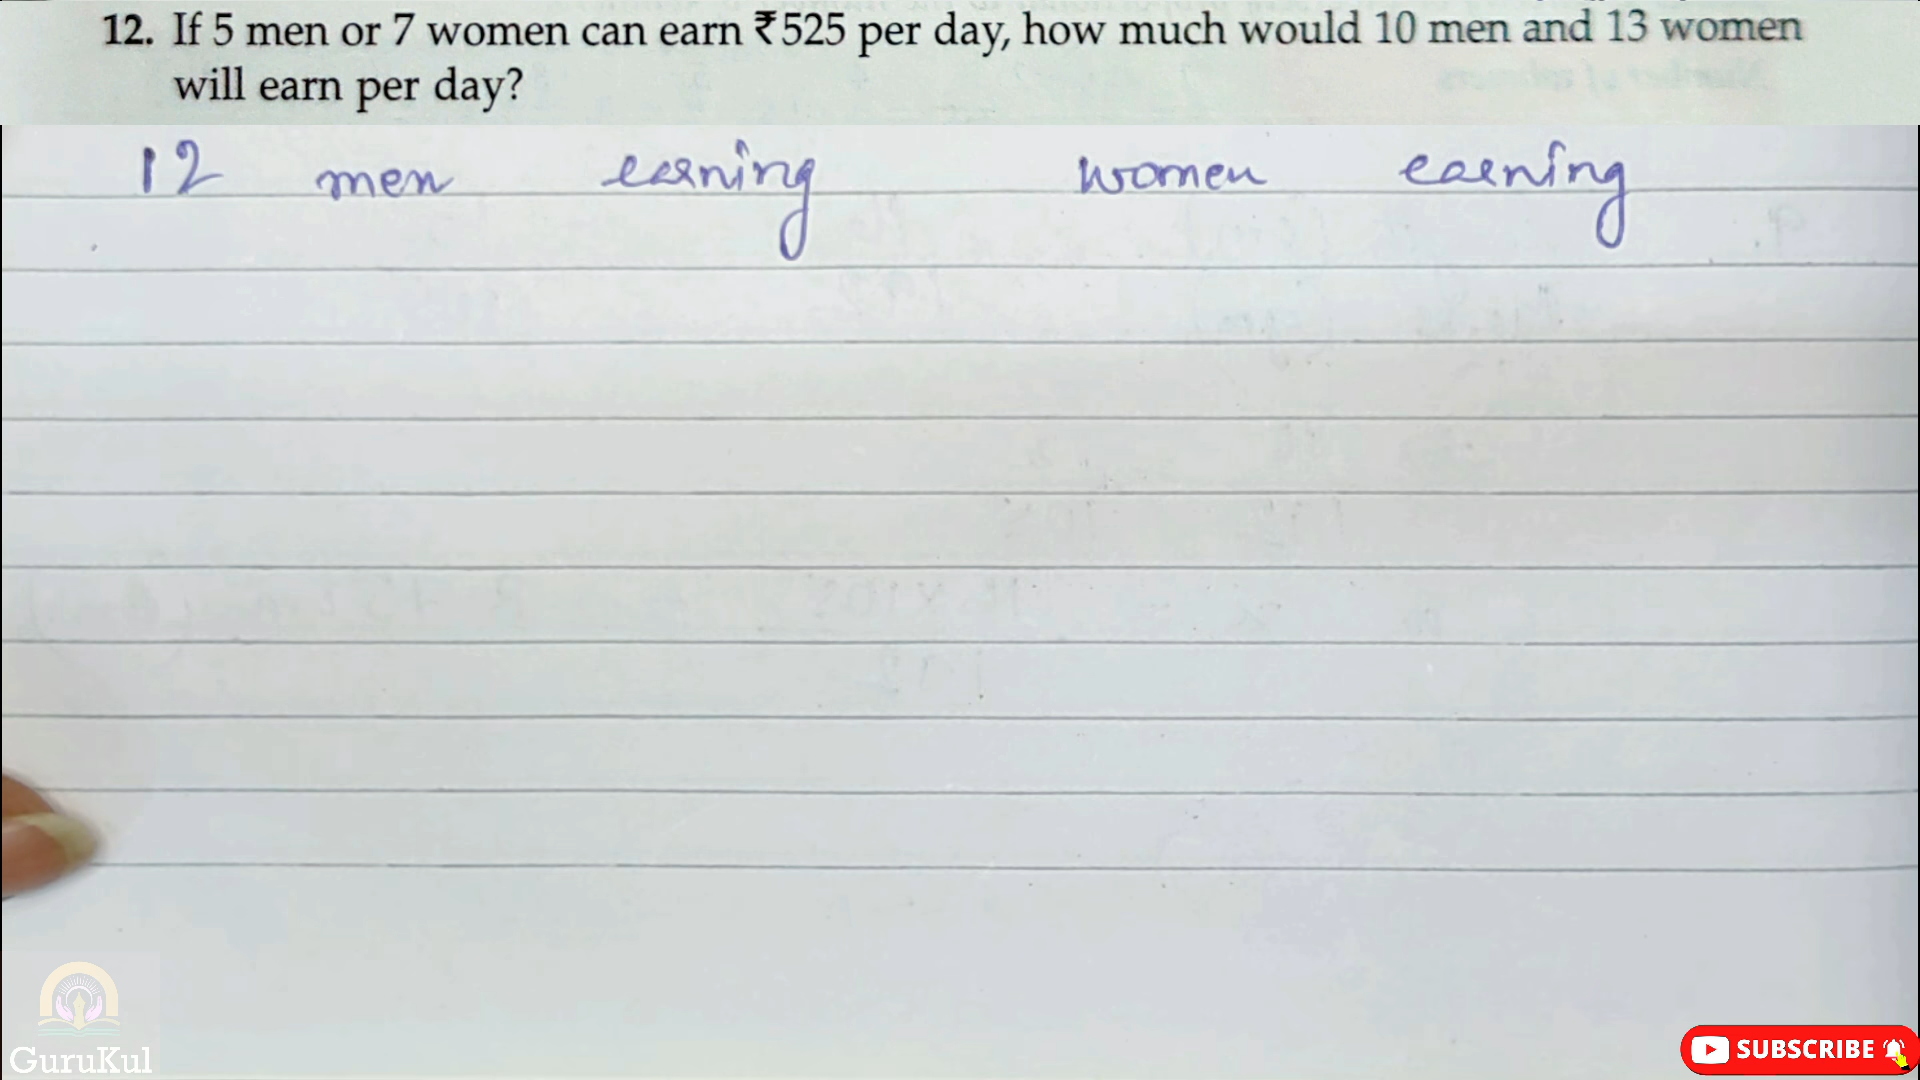 12. If 5 men or 7 women can earn ₹525 per day, how much would 10 men and 13 women
will earn per day?
12 men earning women earning
GuruKul
SUBSCRIBE